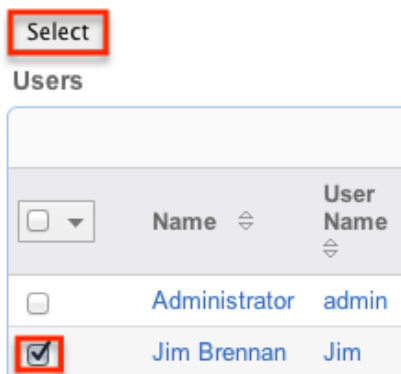 Select
Users
Name User Name
Administrator admin
Jim Brennan Jim